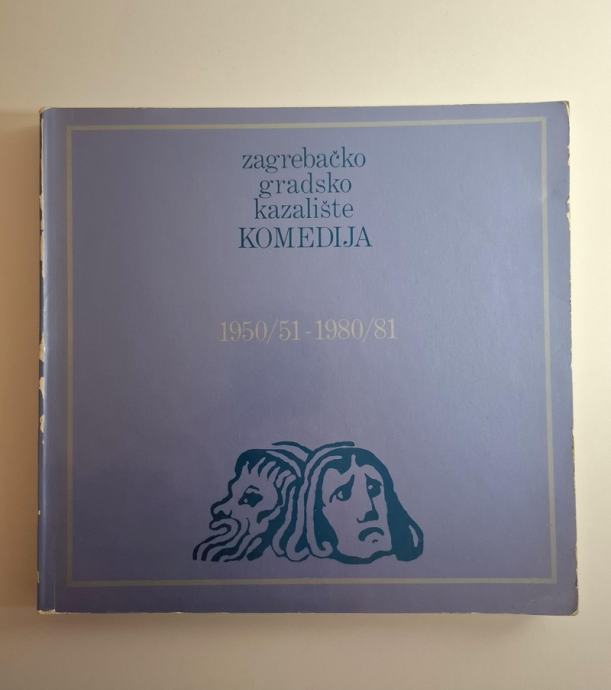 zagrebačko
gradsko
kazalište
KOMEDIJA
1950/51-1980/81